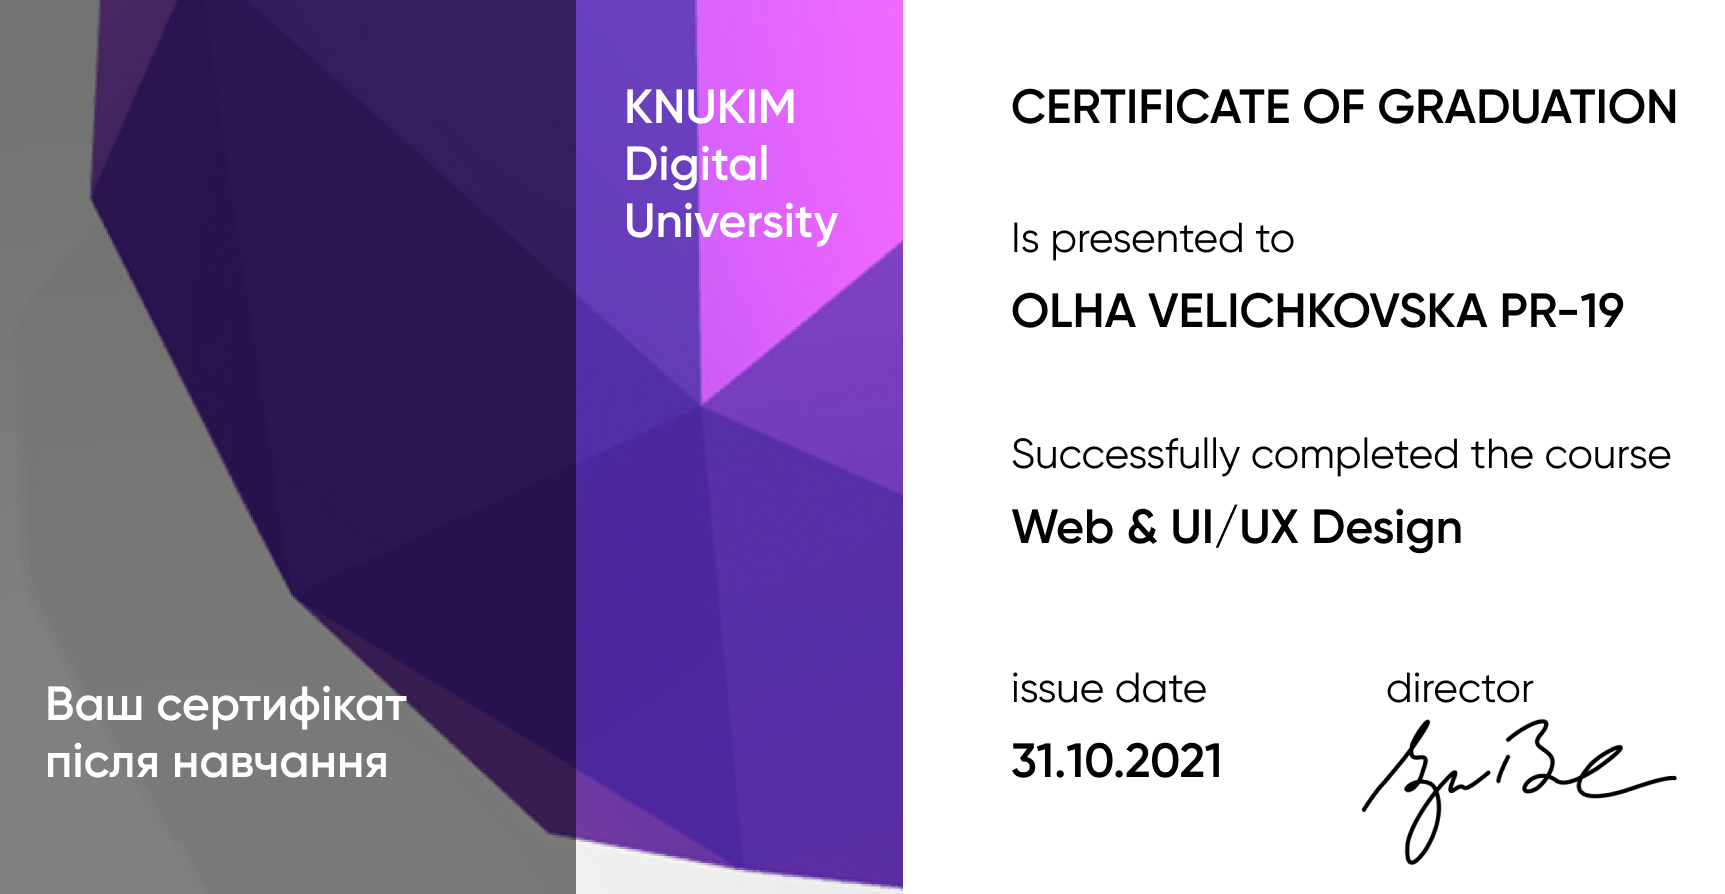 KNUKIM
Digital
University
Ваш сертифікат
після навчання
CERTIFICATE OF GRADUATION
Is presented to
OLHA VELICHKOVSKA PR-19
Successfully completed the course
Web & UI/UX Design
issue date
director
31.10.2021